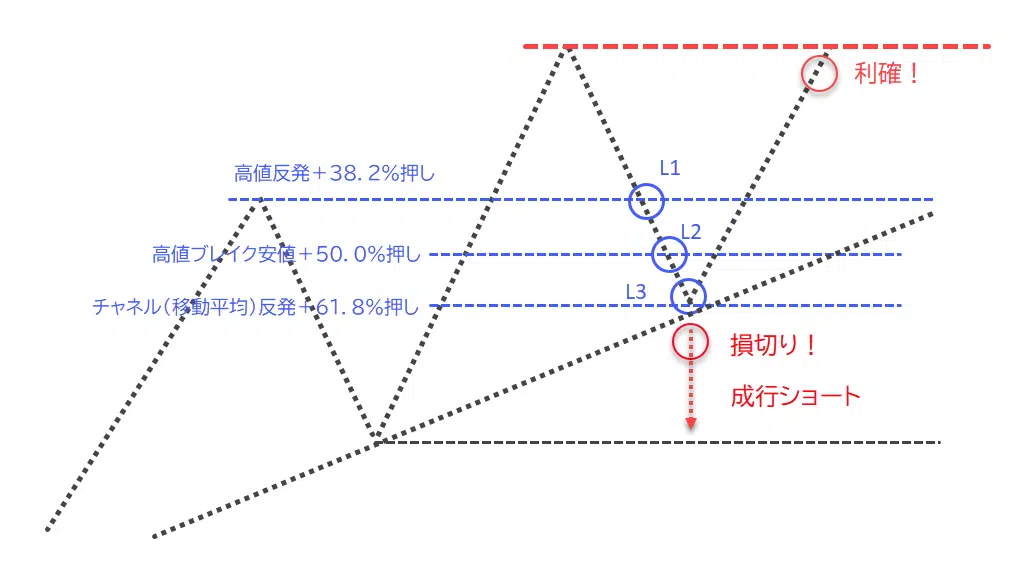 利確！
高値反発＋38．2％押し
L1
高値ブレイク安値＋50．0％押し
L2
チャネル（移動平均）反発＋61．8％押し
L3
損切り！
成行ショート